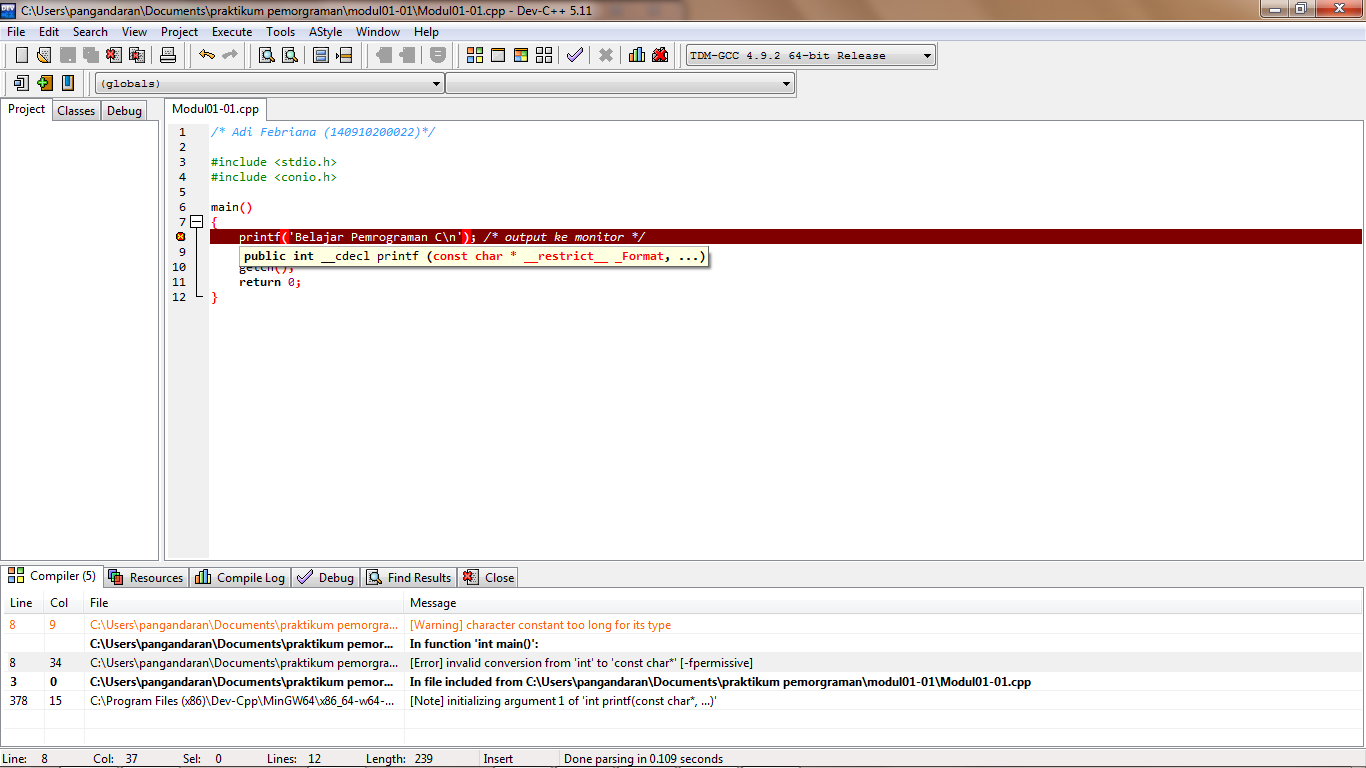 C:\Users\pangandaran\Documents\praktikum pemorgraman\modul01-01\Modul01-01.cpp - Dev-C++ 5.11
File Edit Search View Project Execute Tools AStyle Window Help
TDM-GCC 4.9.2 64-bit Release
(globals)
Project Classes Debug
Modul01-01.cpp
1 /* Adi Febriana (140910200022)*/
2
3 #include <stdio.h>
4 #include <conio.h>
5
6 main()
7 {
printf('Belajar Pemrograman C\n'); /* output ke monitor */
9
public int __cdecl printf (const char * __restrict__ _Format, ...)
10 getch();
11 return 0;
12 }
Compiler (5) Resources Compile Log Debug Find Results Close
Line Col File Message
8 9 C:\Users\pangandaran\Documents\praktikum pemorgra... [Warning] character constant too long for its type
C:\Users\pangandaran\Documents\praktikum pemor... In function 'int main()':
8 34 C:\Users\pangandaran\Documents\praktikum pemorgra... [Error] invalid conversion from 'int' to 'const char*' [-fpermissive]
3 0 C:\Users\pangandaran\Documents\praktikum pemor... In file included from C:\Users\pangandaran\Documents\praktikum pemorgraman\modul01-01\Modul01-01.cpp
378 15 C:\Program Files (x86)\Dev-Cpp\MinGW64\x86_64-w64-... [Note] initializing argument 1 of 'int printf(const char*, ...)'
Line: 8 Col: 37 Sel: 0 Lines: 12 Length: 239 Insert Done parsing in 0.109 seconds